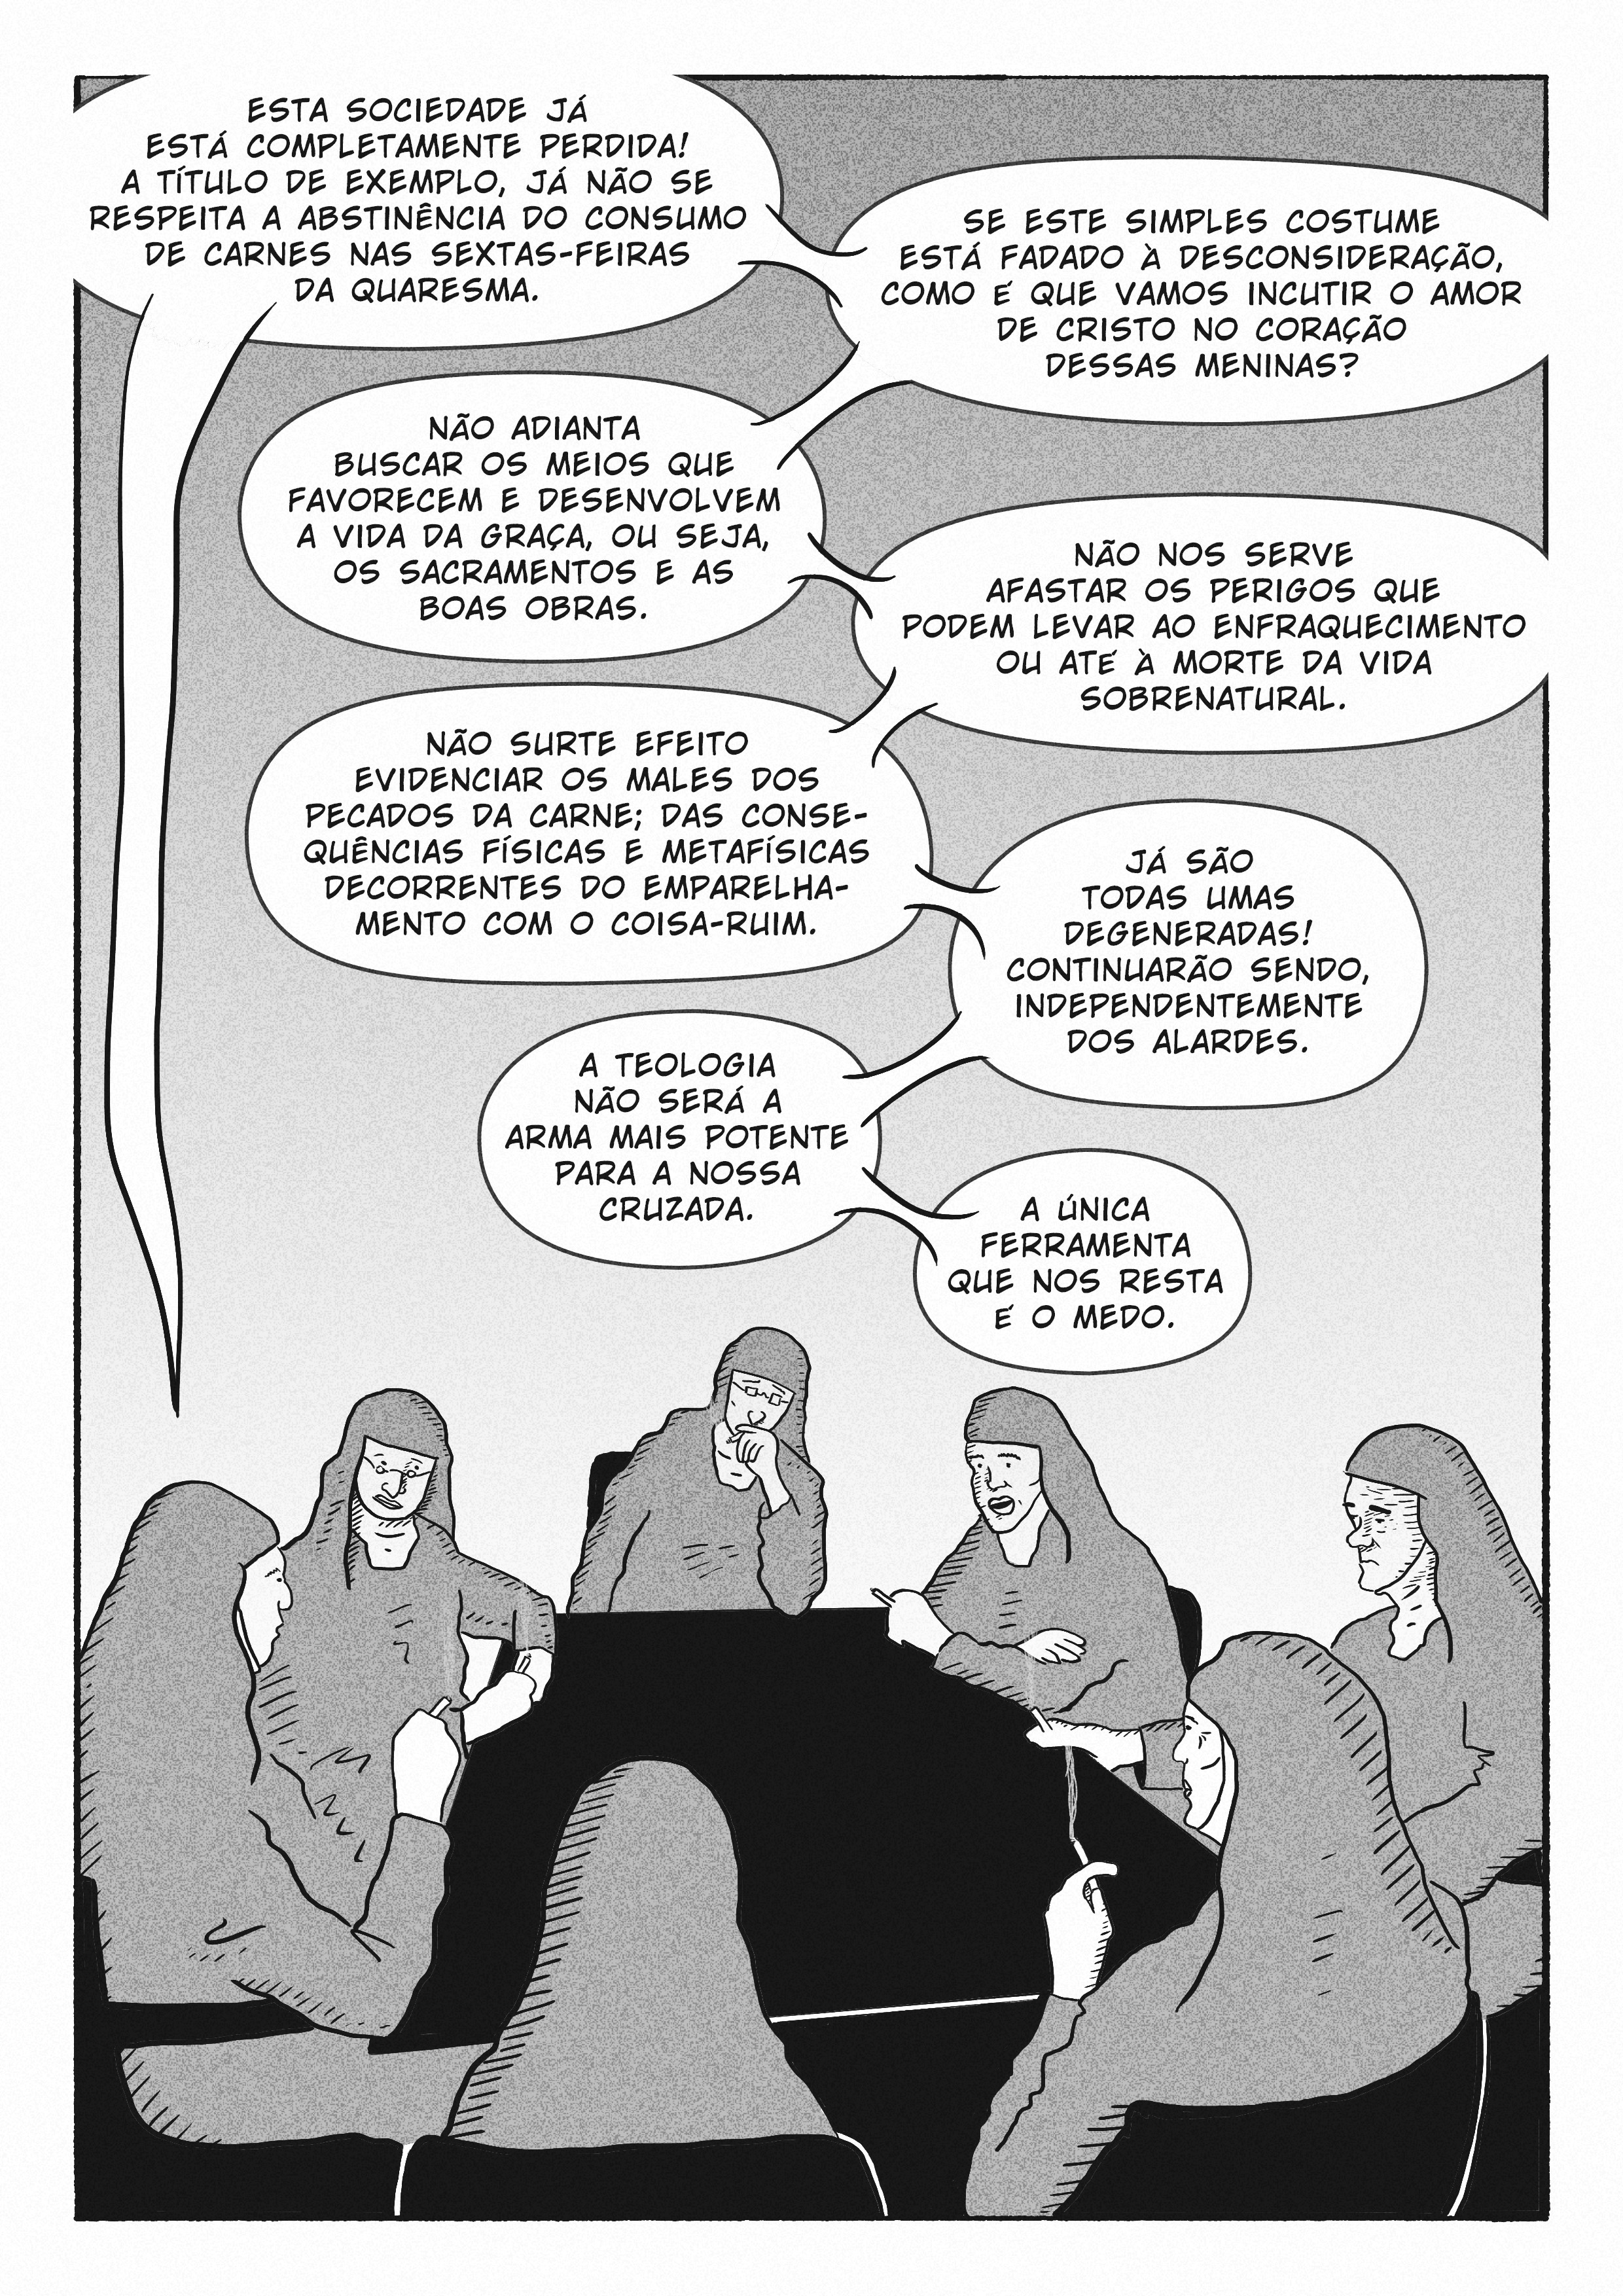 ESTA SOCIEDADE JÁ
ESTÁ COMPLETAMENTE PERDIDA!
A TÍTULO DE EXEMPLO, JÁ NÃO SE
RESPEITA A ABSTINÊNCIA DO CONSUMO
DE CARNES NAS SEXTAS-FEIRAS
DA QUARESMA.
SE ESTE SIMPLES COSTUME
ESTÁ FADADO À DESCONSIDERAÇÃO,
COMO É QUE VAMOS INCUTIR O AMOR
DE CRISTO NO CORAÇÃO
DESSAS MENINAS?
NÃO ADIANTA
BUSCAR OS MEIOS QUE
FAVORECEM E DESENVOLVEM
A VIDA DA GRAÇA, OU SEJA,
OS SACRAMENTOS E AS
BOAS OBRAS.
NÃO NOS SERVE
AFASTAR OS PERIGOS QUE
PODEM LEVAR AO ENFRAQUECIMENTO
OU ATÉ À MORTE DA VIDA
SOBRENATURAL.
NÃO SURTE EFEITO
EVIDENCIAR OS MALES DOS
PECADOS DA CARNE; DAS CONSE-
QUÊNCIAS FÍSICAS E METAFÍSICAS
DECORRENTES DO EMPARELHA-
MENTO COM O COISA-RUIM.
JÁ SÃO
TODAS UMAS
DEGENERADAS!
CONTINUARÃO SENDO,
INDEPENDENTEMENTE
DOS ALARDES.
A TEOLOGIA
NÃO SERÁ A
ARMA MAIS POTENTE
PARA A NOSSA
CRUZADA.
A ÚNICA
FERRAMENTA
QUE NOS RESTA
É O MEDO.